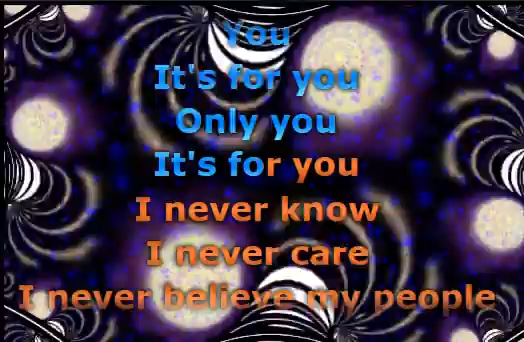 You
It's for you
Only you
It's for you
I never know
I never care
I never believe my people